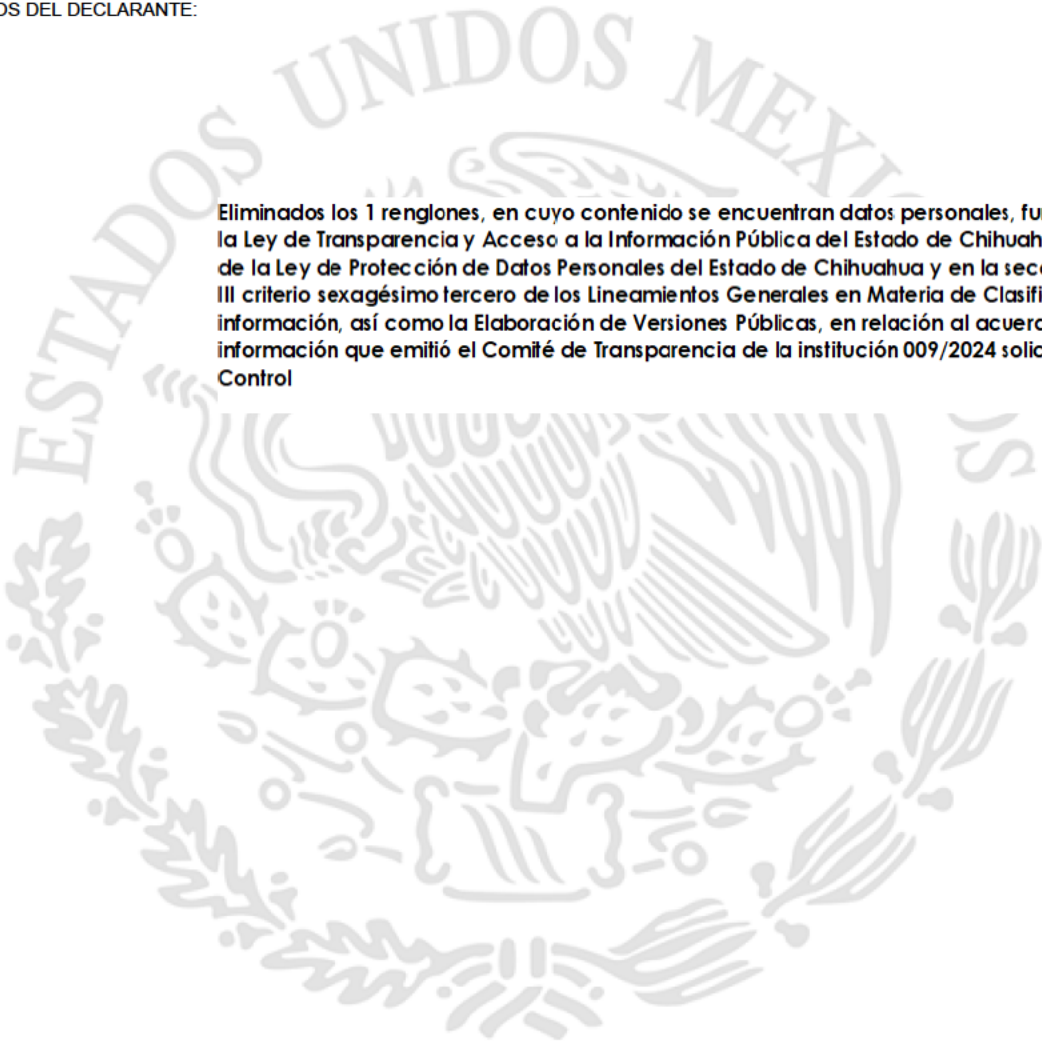 OS DEL DECLARANTE:
ESTADOS UNIDOS MEXIC OS
Eliminados los 1 renglones, en cuyo contenido se encuentran datos personales, fu
la Ley de Transparencia y Acceso a la Información Pública del Estado de Chihuah
de la Ley de Protección de Datos Personales del Estado de Chihuahua y en la sec
III criterio sexagésimo tercero de los Lineamientos Generales en Materia de Clasifi
información, así como la Elaboración de Versiones Públicas, en relación al acuerd
información que emitió el Comité de Transparencia de la institución 009/2024 solic
Control